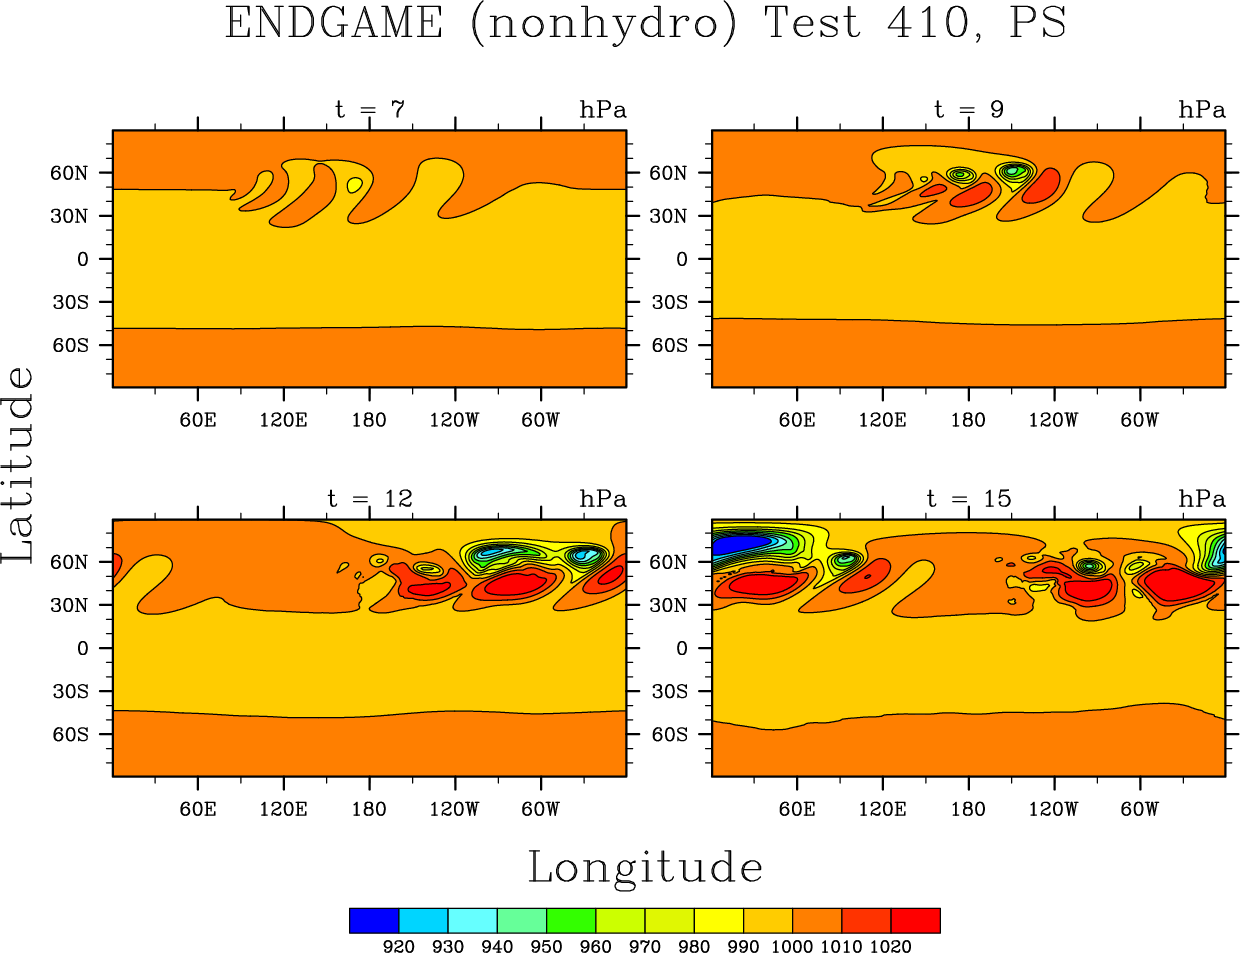 ENDGAME (nonhydro) Test 410, PS
t = 7 hPa
60N
30N
0
30S
60S
60E 120E 180 120W 60W
t = 9 hPa
60N
30N
0
30S
60S
60E 120E 180 120W 60W
Latitude
t = 12 hPa
60N
30N
0
30S
60S
60E 120E 180 120W 60W
t = 15 hPa
60N
30N
0
30S
60S
60E 120E 180 120W 60W
Longitude
920 930 940 950 960 970 980 990 1000 1010 1020